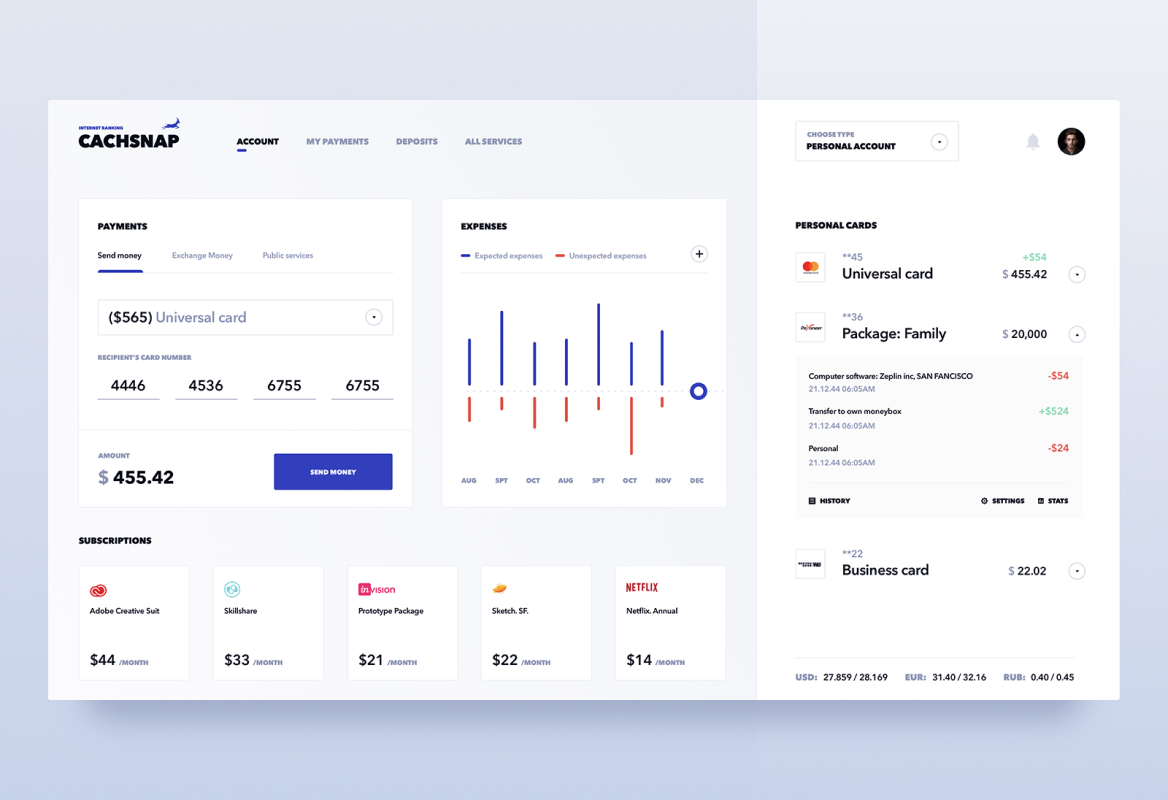 INTERNET BANKING
CACHSNAP
ACCOUNT
MY PAYMENTS
DEPOSITS
ALL SERVICES
CHOOSE TYPE
PERSONAL ACCOUNT
PAYMENTS
Send money
Exchange Money
Public services
($565) Universal card
RECIPIENT'S CARD NUMBER
4446 4536 6755 6755
AMOUNT
$ 455.42
SEND MONEY
EXPENSES
Expected expenses
Unexpected expenses
AUG SPT OCT AUG SPT OCT NOV DEC
SUBSCRIPTIONS
Adobe Creative Suit
$44 /MONTH
Skillshare
$33 /MONTH
in VISION
Prototype Package
$21 /MONTH
Sketch. SF.
$22 /MONTH
NETFLIX
Netflix. Annual
$14 /MONTH
PERSONAL CARDS
**45
+$54
Universal card
$ 455.42
Payoneer
**36
Package: Family
$ 20,000
Computer software: Zeplin inc, SAN FANCISCO
-$54
21.12.44 06:05AM
Transfer to own moneybox
+$524
21.12.44 06:05AM
Personal
-$24
21.12.44 06:05AM
HISTORY
SETTINGS
STATS
**22
Business card
$ 22.02
USD: 27.859 / 28.169
EUR: 31.40 / 32.16
RUB: 0.40 / 0.45